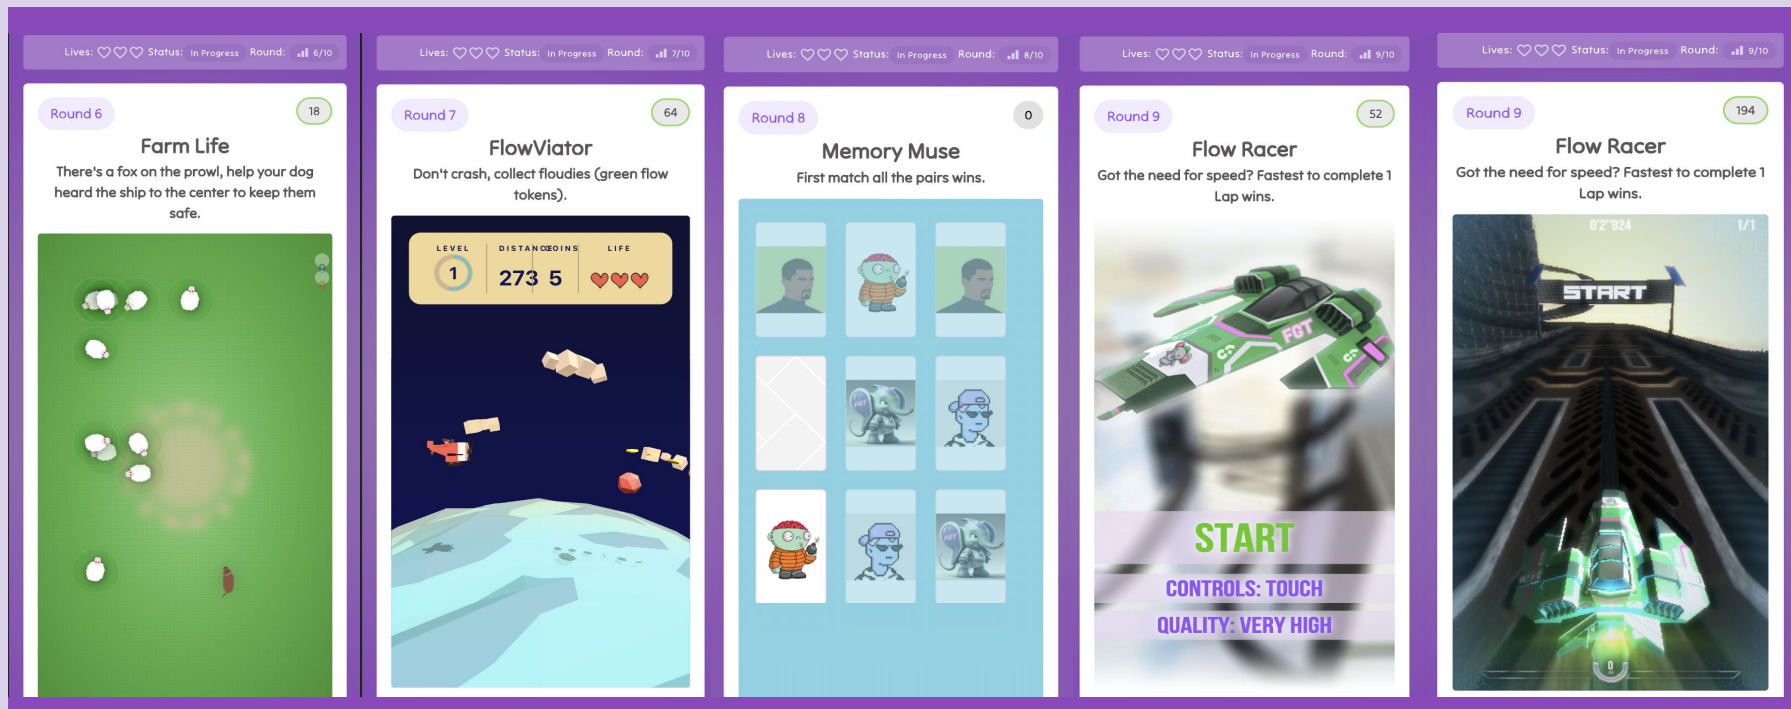 Lives: Status: In Progress Round: 6/10
Round 6
18
Farm Life
There's a fox on the prowl, help your dog
heard the ship to the center to keep them
safe.
Lives: Status: In Progress Round: 7/10
Round 7
64
FlowViator
Don't crash, collect floudies (green flow
tokens).
LEVEL DISTANCE COINS LIFE
1 273 5
Lives: Status: In Progress Round: 8/10
Round 8
0
Memory Muse
First match all the pairs wins.
FGT
FGT
Lives: Status: In Progress Round: 9/10
Round 9
52
Flow Racer
Got the need for speed? Fastest to complete 1
Lap wins.
FGT
START
CONTROLS: TOUCH
QUALITY: VERY HIGH
Lives: Status: In Progress Round: 9/10
Round 9
194
Flow Racer
Got the need for speed? Fastest to complete 1
Lap wins.
0'2"924 1/1
START
0